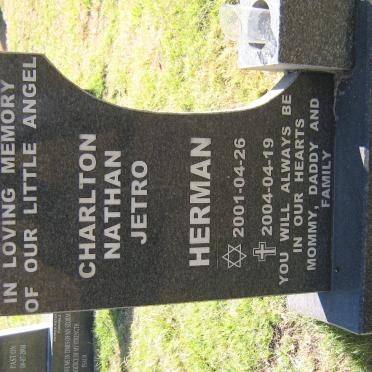 IN LOVING MEMORY
OF OUR LITTLE ANGEL
CHARLTON
NATHAN
JETRO
HERMAN
2001-04-26
2004-04-19
YOU WILL ALWAYS BE
IN OUR HEARTS
MOMMY, DADDY AND
FAMILY